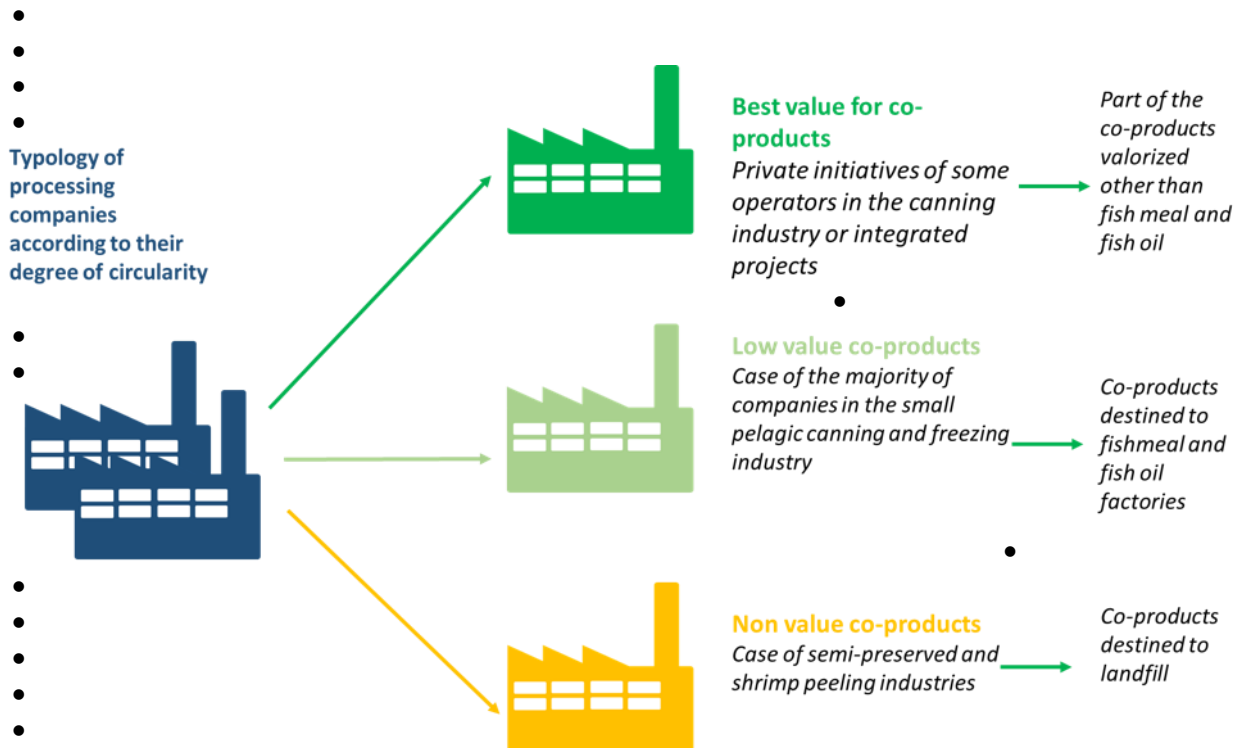 Typology of
processing
companies
according to their
degree of circularity
Best value for co-
products
Private initiatives of some
operators in the canning
industry or integrated
projects
Part of the
co-products
valorized
other than
fish meal and
fish oil
Low value co-products
Case of the majority of
companies in the small
pelagic canning and freezing
industry
Co-products
destined to
fishmeal and
fish oil
factories
Non value co-products
Case of semi-preserved and
shrimp peeling industries
Co-products
destined to
landfill